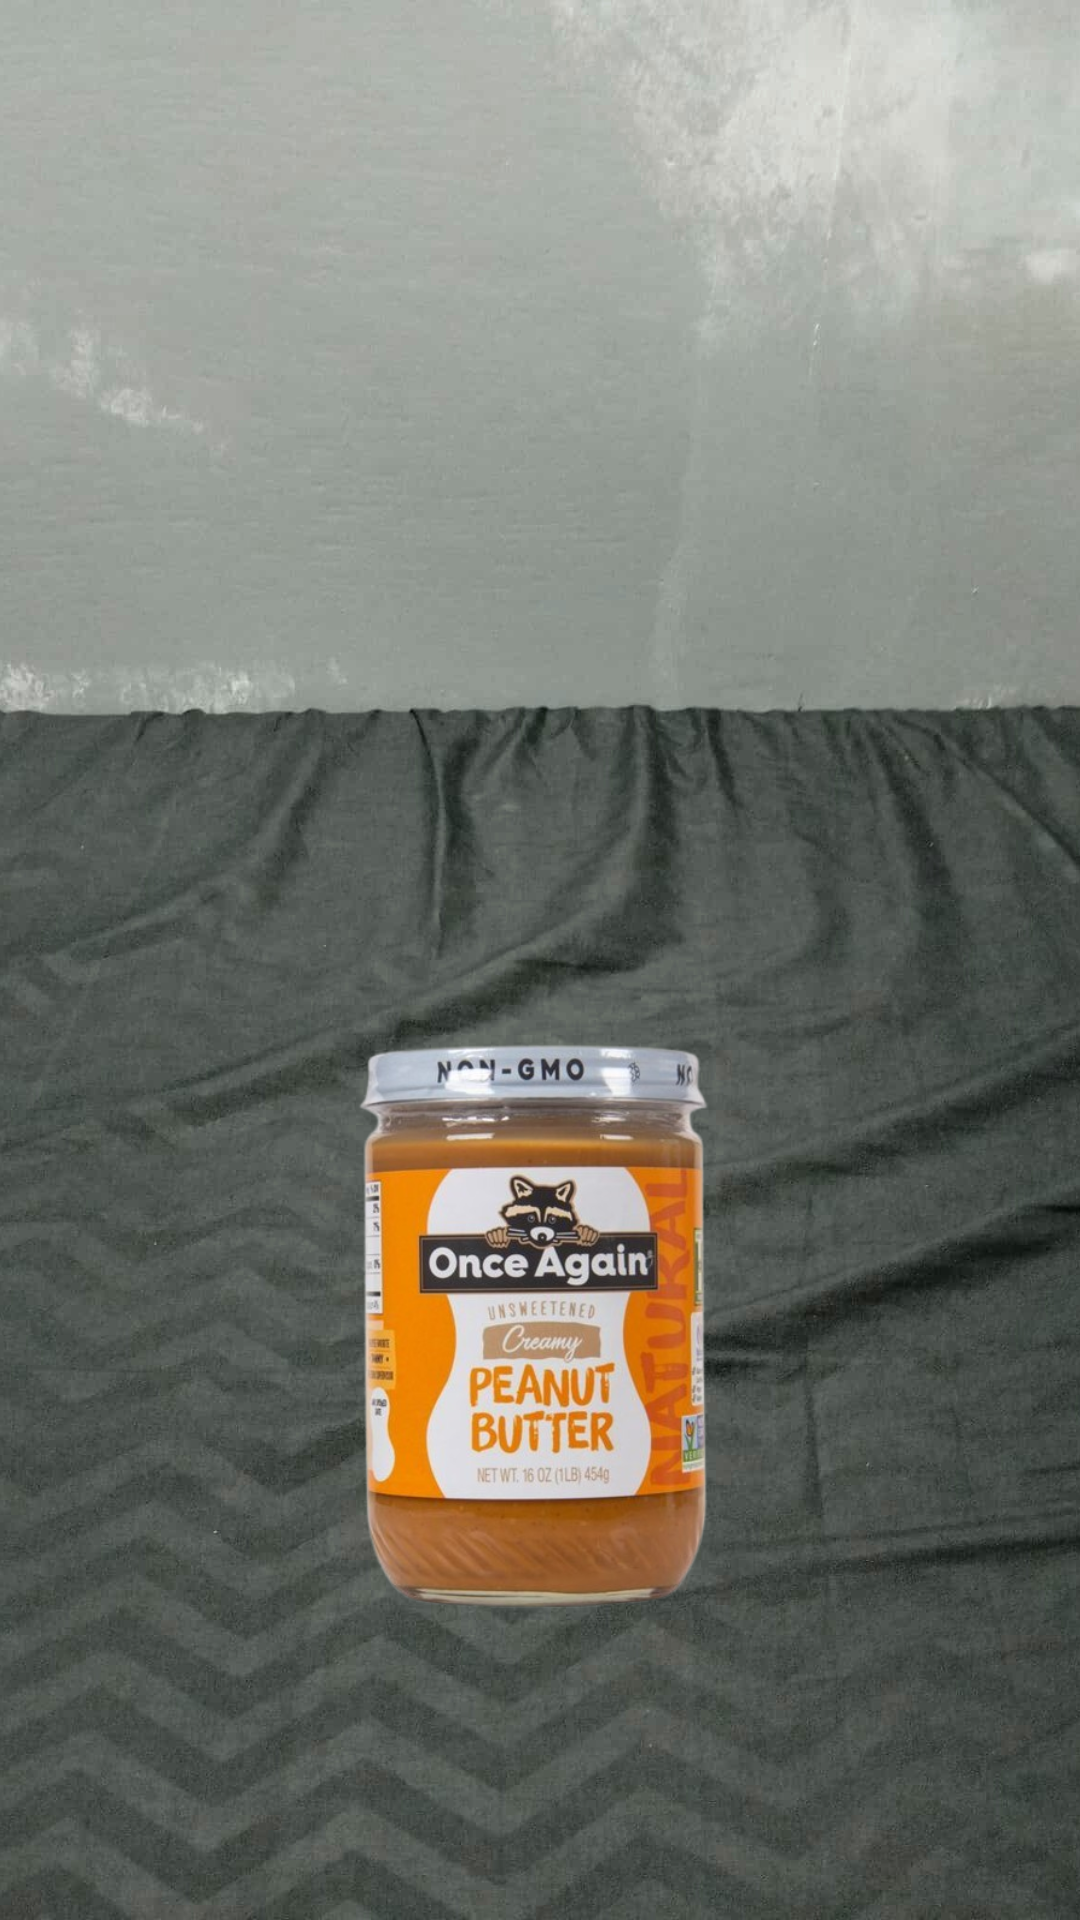 NON-GMO
Once Again
UNSWEETENED
Creamy
PEANUT
BUTTER
NET WT. 16 OZ (1LB) 454g
NATURAL